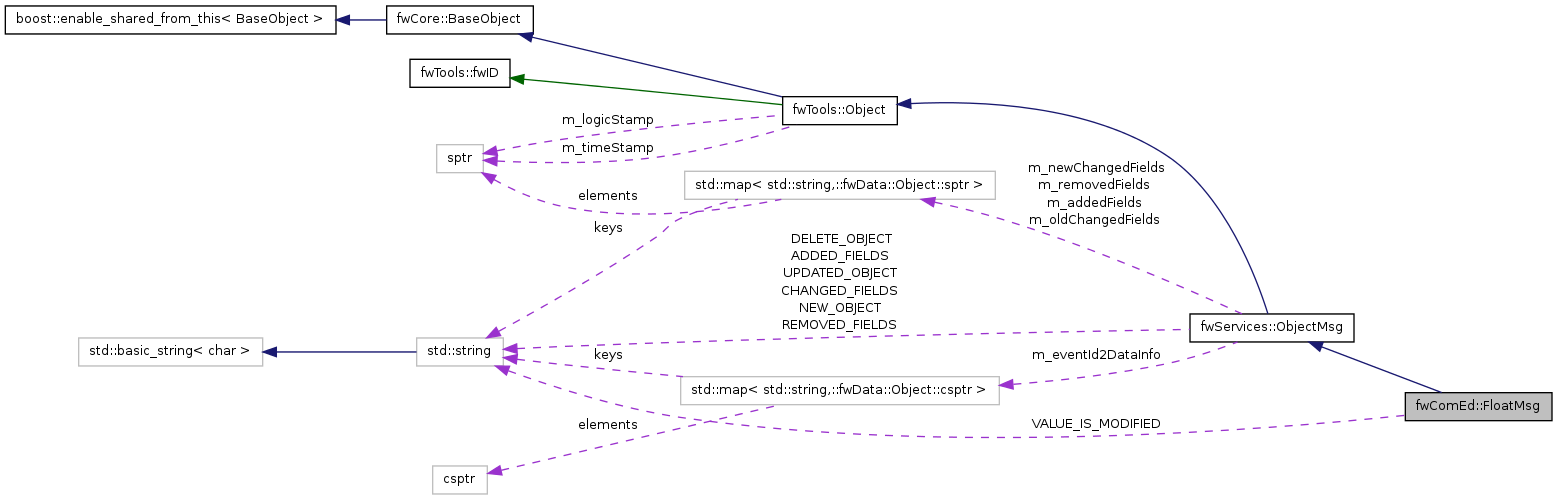 boost::enable_shared_from_this< BaseObject >
fwCore::BaseObject
fwTools::fwID
fwTools::Object
m_logicStamp
m_timeStamp
sptr
std::map< std::string,::fwData::Object::sptr >
elements
keys
m_newChangedFields
m_removedFields
m_addedFields
m_oldChangedFields
DELETE_OBJECT
ADDED_FIELDS
UPDATED_OBJECT
CHANGED_FIELDS
NEW_OBJECT
REMOVED_FIELDS
fwServices::ObjectMsg
std::basic_string< char >
std::string
keys
m_eventId2DataInfo
std::map< std::string,::fwData::Object::csptr >
fwComEd::FloatMsg
elements
VALUE_IS_MODIFIED
csptr